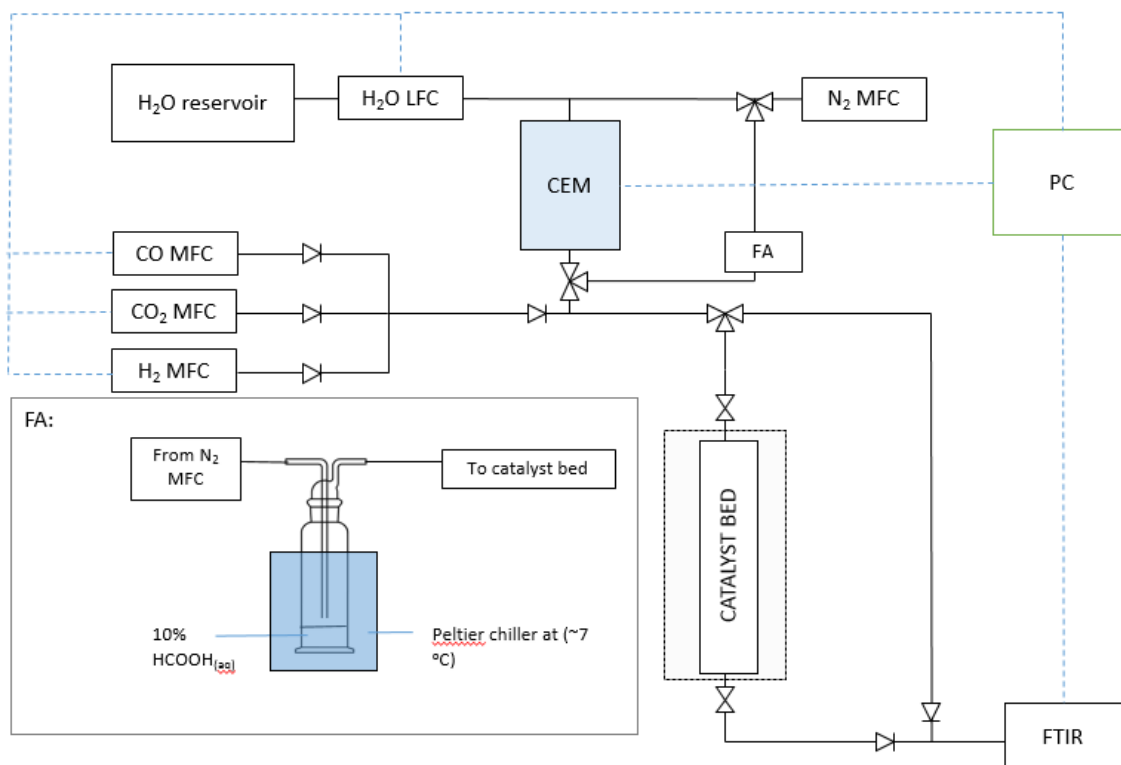 H₂O reservoir
H₂O LFC
N₂ MFC
CEM
PC
FA
CO MFC
CO₂ MFC
H₂ MFC
FA:
From N₂
MFC
To catalyst bed
10%
HCOOH(aq)
Peltier chiller at (~7
°C)
CATALYST BED
FTIR